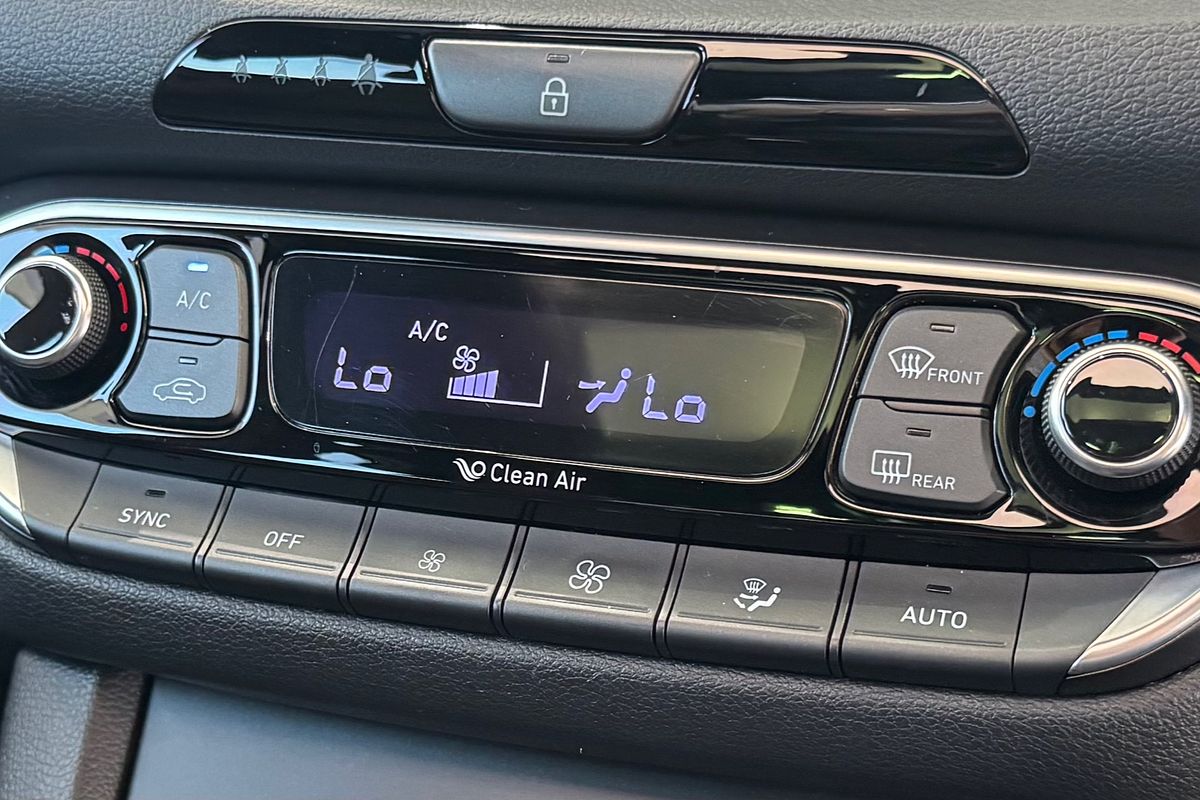 A/C
A/C
Lo
Lo
FRONT
REAR
Clean Air
SYNC
OFF
AUTO